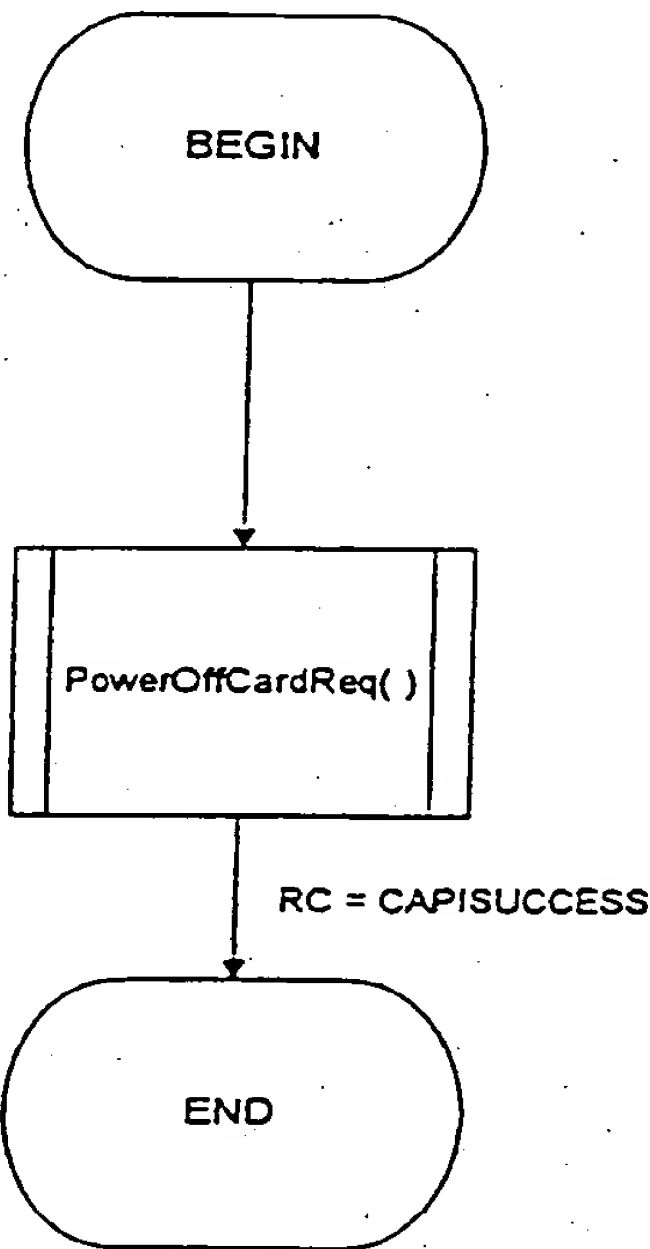 BEGIN
PowerOffCardReq( )
RC = CAPISUCCESS
END